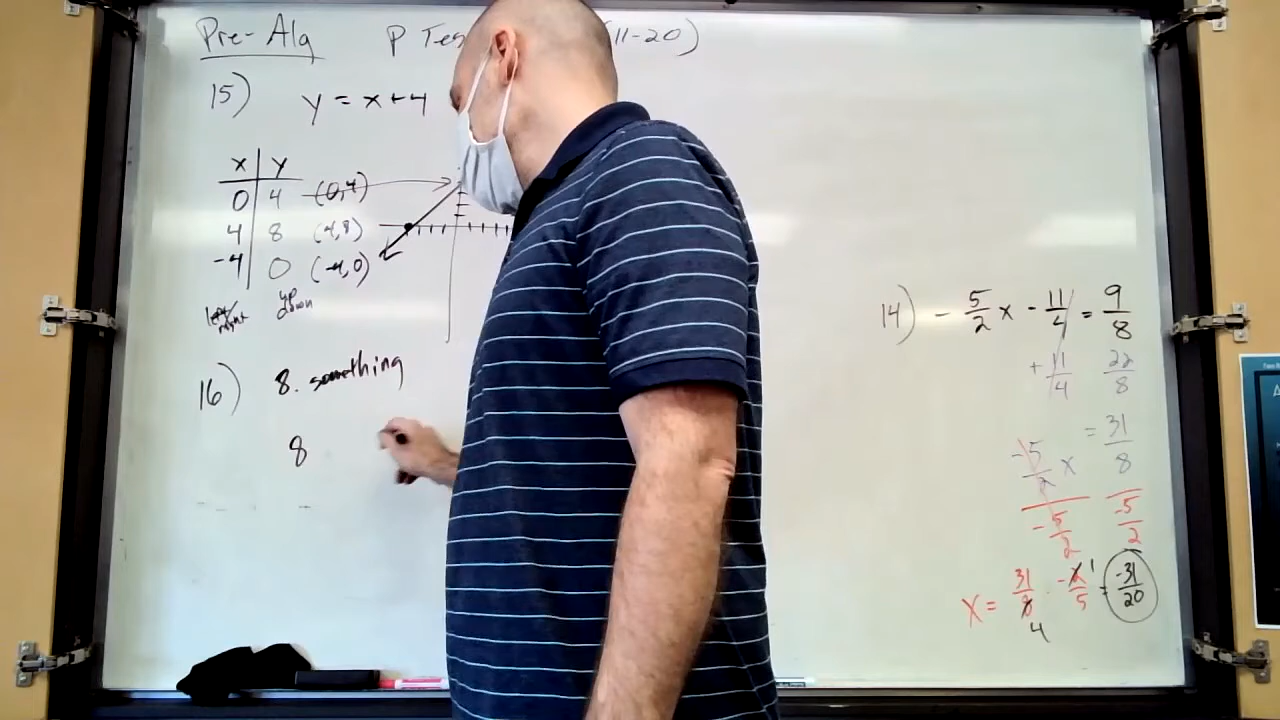 Pre-Alg P Tes (11-20)
15) y = x+4
x y
0 4 (0,4)
4 8 (4,8)
-4 0 (-4,0)
left/right up down
16) 8. something
8
14) - 5/2 x - 11/4 = 9/8
+ 11/4 22/8
= 31/8
-5/2 x
- 5/2 -5/2
x = 31/8 · -2/5 1 = -31/20
4